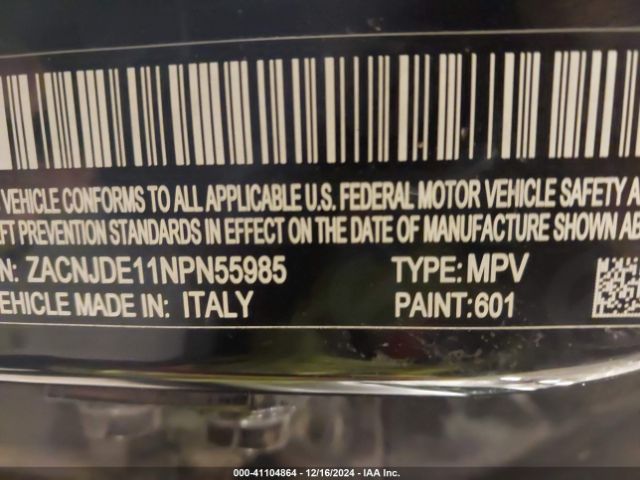 VEHICLE CONFORMS TO ALL APPLICABLE U.S. FEDERAL MOTOR VEHICLE SAFETY A
FT PREVENTION STANDARDS IN EFFECT ON THE DATE OF MANUFACTURE SHOWN AB
N: ZACNJDE11NPN55985 TYPE: MPV
VEHICLE MADE IN: ITALY PAINT:601
000-41104864 - 12/16/2024 - IAA Inc.